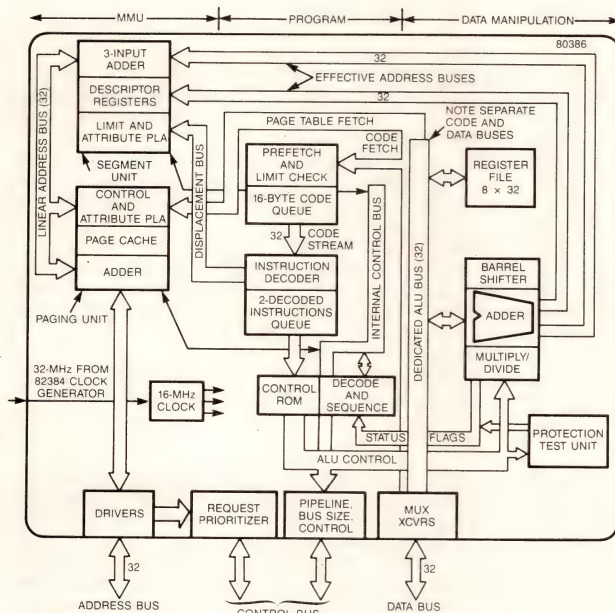 MMU
PROGRAM
DATA MANIPULATION
80386
3-INPUT
ADDER
DESCRIPTOR
REGISTERS
LIMIT AND
ATTRIBUTE PLA
SEGMENT
UNIT
LINEAR ADDRESS BUS (32)
CONTROL AND
ATTRIBUTE PLA
PAGE CACHE
ADDER
PAGING UNIT
32
EFFECTIVE ADDRESS BUSES
32
PAGE TABLE FETCH
CODE
FETCH
DISPLACEMENT BUS
PREFETCH
AND
LIMIT CHECK
16-BYTE CODE
QUEUE
32
CODE
STREAM
INSTRUCTION
DECODER
2-DECODED
INSTRUCTIONS
QUEUE
INTERNAL CONTROL BUS
CONTROL
ROM
DECODE
AND
SEQUENCE
NOTE SEPARATE
CODE AND
DATA BUSES
DEDICATED ALU BUS (32)
REGISTER
FILE
8 × 32
BARREL
SHIFTER
ADDER
MULTIPLY/
DIVIDE
STATUS
FLAGS
ALU CONTROL
PROTECTION
TEST UNIT
32-MHz FROM
82384 CLOCK
GENERATOR
16-MHz
CLOCK
DRIVERS
REQUEST
PRIORITIZER
PIPELINE,
BUS SIZE,
CONTROL
MUX
XCVRS
32
ADDRESS BUS
CONTROL BUS
32
DATA BUS